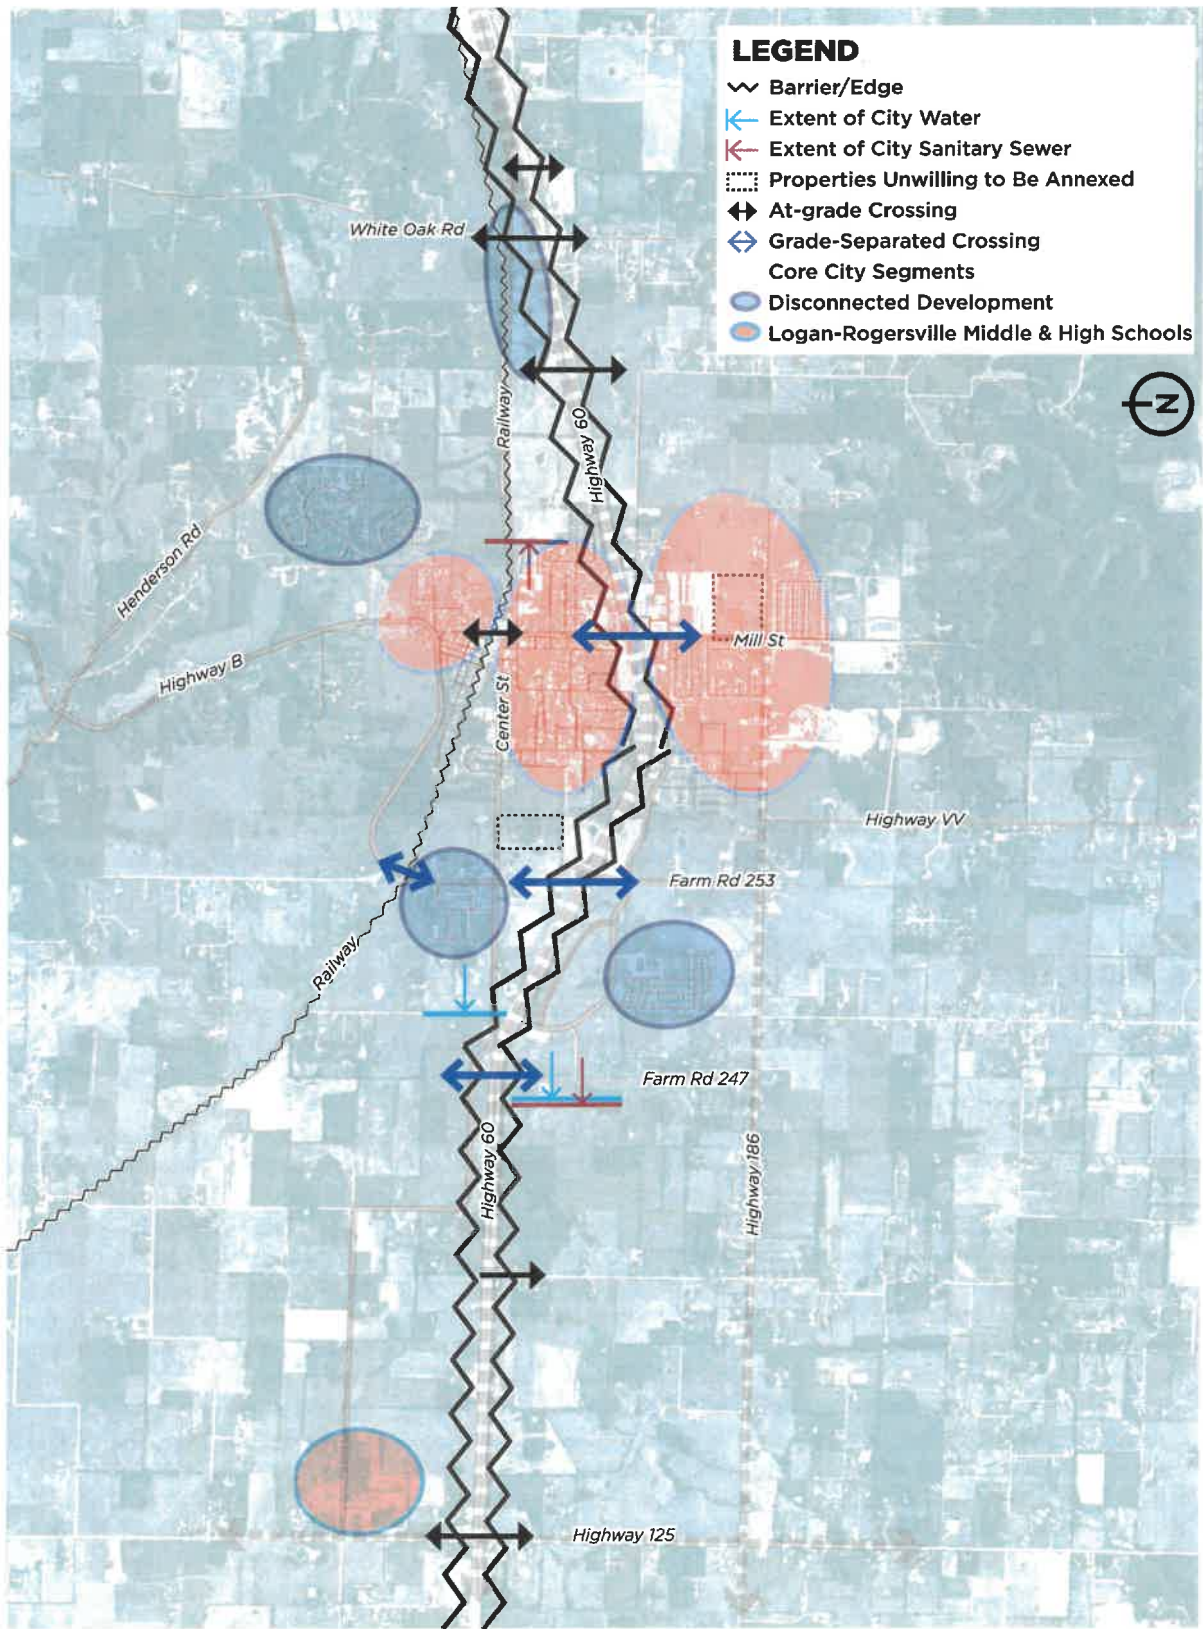 LEGEND
Barrier/Edge
Extent of City Water
Extent of City Sanitary Sewer
Properties Unwilling to Be Annexed
At-grade Crossing
Grade-Separated Crossing
Core City Segments
Disconnected Development
Logan-Rogersville Middle & High Schools
N
White Oak Rd
Railway
Highway 60
Henderson Rd
Highway B
Mill St
Center St
Highway VV
Farm Rd 253
Railway
Farm Rd 247
Highway 60
Highway 186
Highway 125